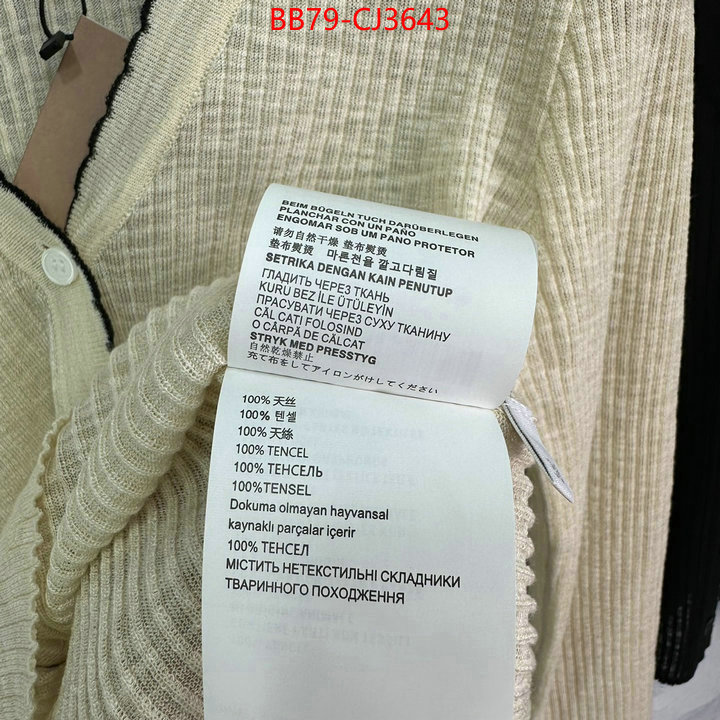 BB79-CJ3643
BEIM BÜGELN TUCH DARÜBERLEGEN
PLANCHAR CON UN PAÑO
ENGOMAR SOB UM PANO PROTETOR
请勿自然干燥 垫布熨烫
垫布熨燙 마른천을 깔고다림질
SETRIKA DENGAN KAIN PENUTUP
ГЛАДИТЬ ЧЕРЕЗ ТКАНЬ
KURU BEZ İLE ÜTÜLEYİN
ПРАСУВАТИ ЧЕРЕЗ СУХУ ТКАНИНУ
CĂLCATI FOLOSIND
O CÂRPĂ DE CĂLCAT
STRYK MED PRESSTYG
自然乾燥禁止
充て布をしてアイロンがけしてください
100% 天丝
100% 텐셀
100% 天絲
100% TENCEL
100% ТЕНСЕЛЬ
100%TENSEL
Dokuma olmayan hayvansal
kaynaklı parçalar içerir
100% ТЕНСЕЛ
МІСТИТЬ НЕТЕКСТИЛЬНІ СКЛАДНИКИ
ТВАРИННОГО ПОХОДЖЕННЯ